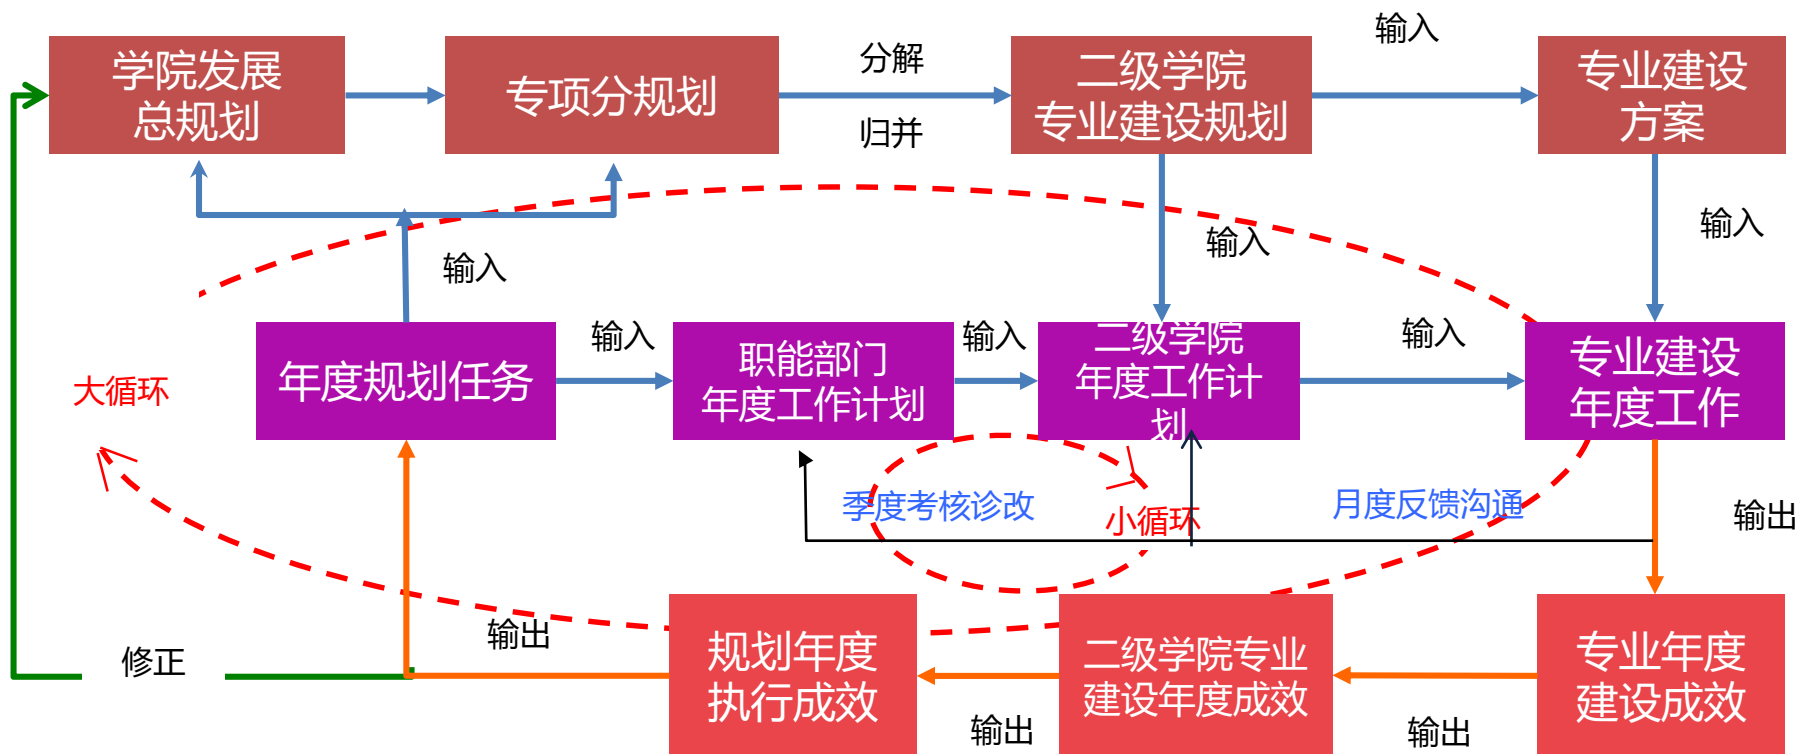 输入
学院发展
总规划
专项分规划
分解
归并
二级学院
专业建设规划
专业建设
方案
输入
输入
输入
年度规划任务
输入
职能部门
年度工作计划
输入
二级学院
年度工作计
划
输入
专业建设
年度工作
大循环
季度考核诊改
小循环
月度反馈沟通
输出
修正
输出
规划年度
执行成效
输出
二级学院专业
建设年度成效
输出
专业年度
建设成效